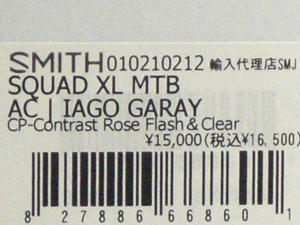 SMITH 010210212 輸入代理店SMJ
SQUAD XL MTB
AC | IAGO GARAY
CP-Contrast Rose Flash & Clear
¥15,000(税込¥16,500)
8 27886 66860 1